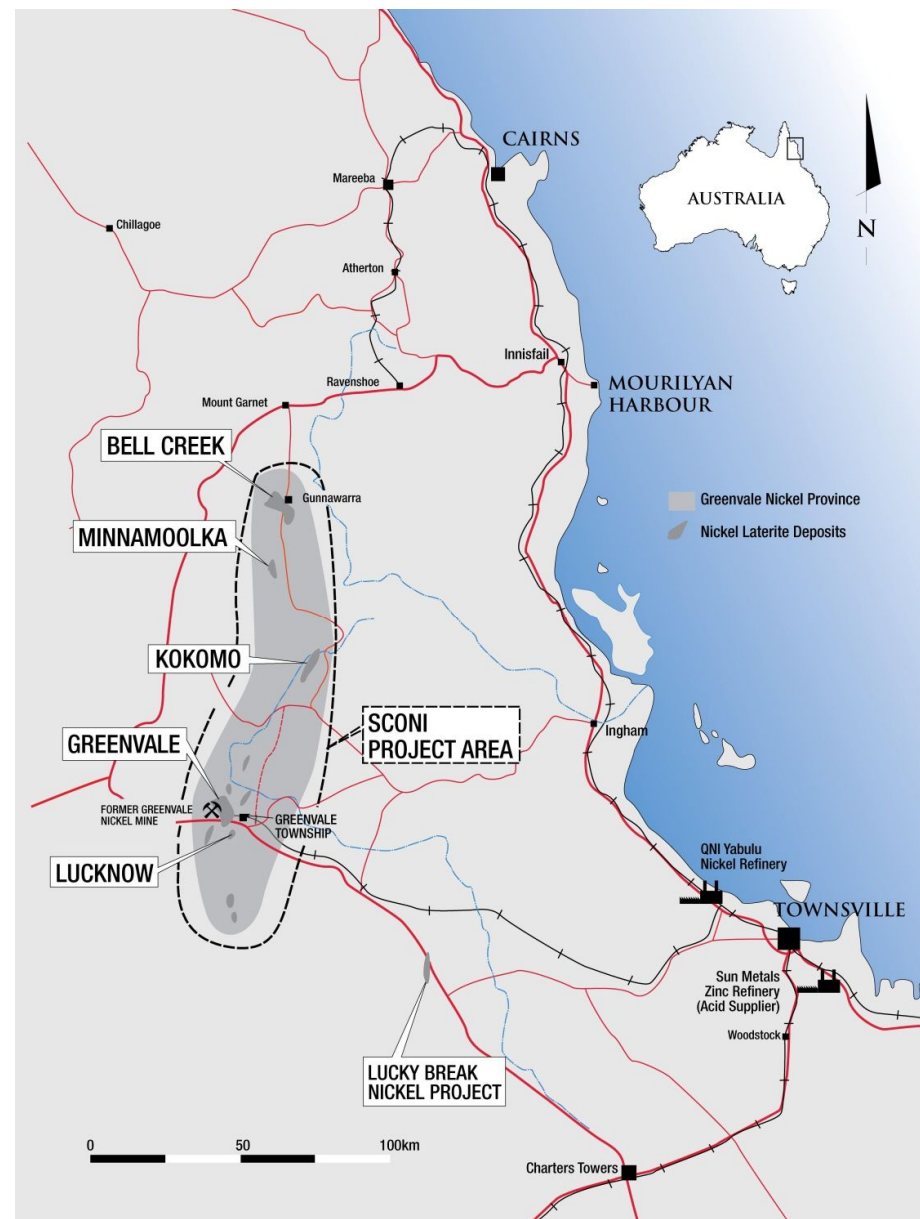 CAIRNS
Mareeba
AUSTRALIA
Chillagoe
N
Atherton
Innisfail
Ravenshoe
MOURILYAN
HARBOUR
Mount Garnet
BELL CREEK
Gunnawarra
Greenvale Nickel Province
Nickel Laterite Deposits
MINNAMOOLKA
KOKOMO
SCONI
PROJECT AREA
Ingham
GREENVALE
FORMER GREENVALE
NICKEL MINE
GREENVALE
TOWNSHIP
LUCKNOW
QNI Yabulu
Nickel Refinery
TOWNSVILLE
Sun Metals
Zinc Refinery
(Acid Supplier)
Woodstock
LUCKY BREAK
NICKEL PROJECT
0 50 100km
Charters Towers